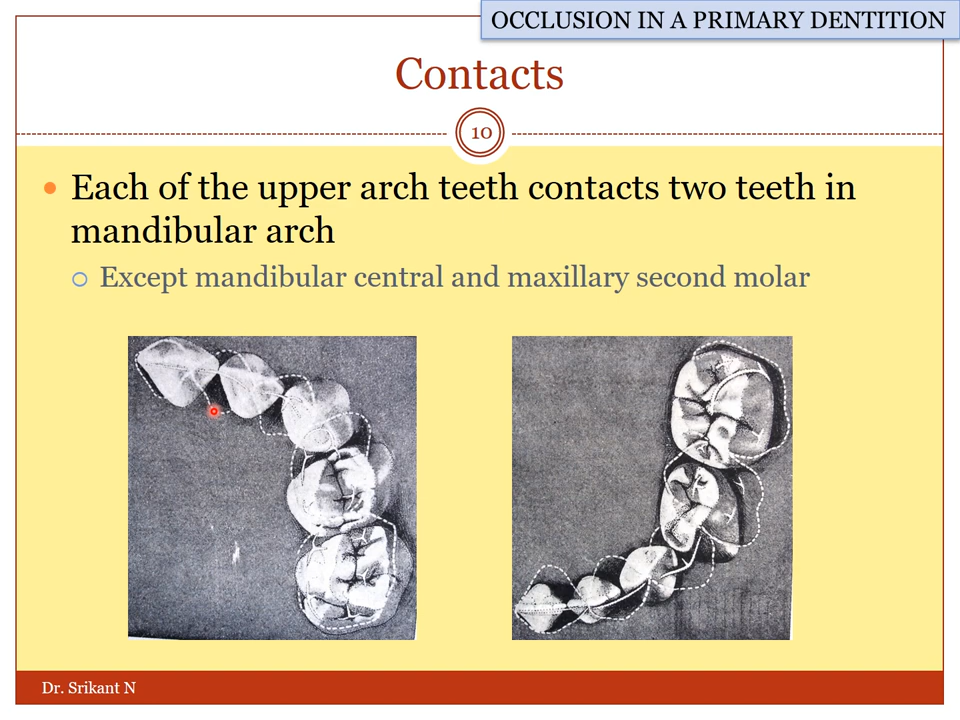 OCCLUSION IN A PRIMARY DENTITION
Contacts
10
Each of the upper arch teeth contacts two teeth in
mandibular arch
Except mandibular central and maxillary second molar
Dr. Srikant N